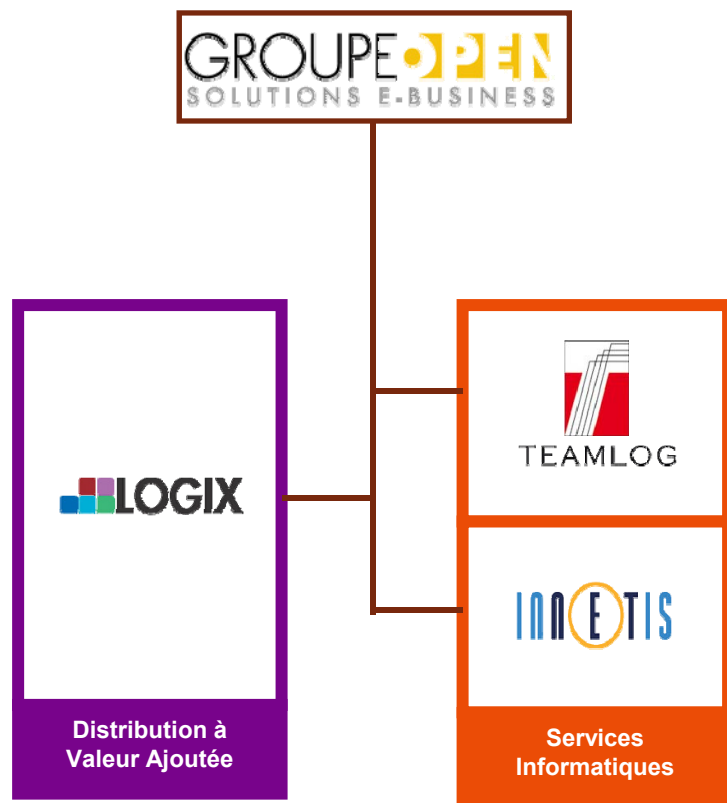 GROUPE OPEN
SOLUTIONS E-BUSINESS
TEAMLOG
LOGIX
INNETIS
Distribution à
Valeur Ajoutée
Services
Informatiques